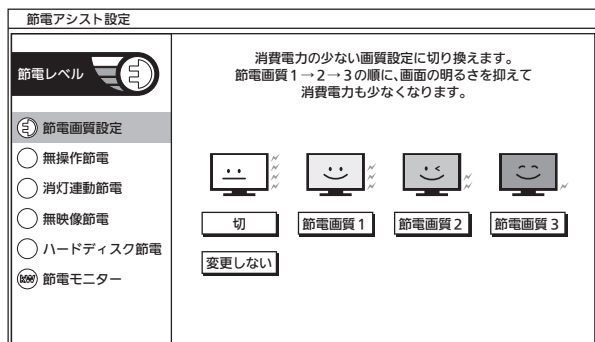 節電アシスト設定
節電レベル
節電画質設定
無操作節電
消灯連動節電
無映像節電
ハードディスク節電
節電モニター
消費電力の少ない画質設定に切り換えます。
節電画質1→2→3の順に、画面の明るさを抑えて
消費電力も少なくなります。
切 節電画質1 節電画質2 節電画質3
変更しない